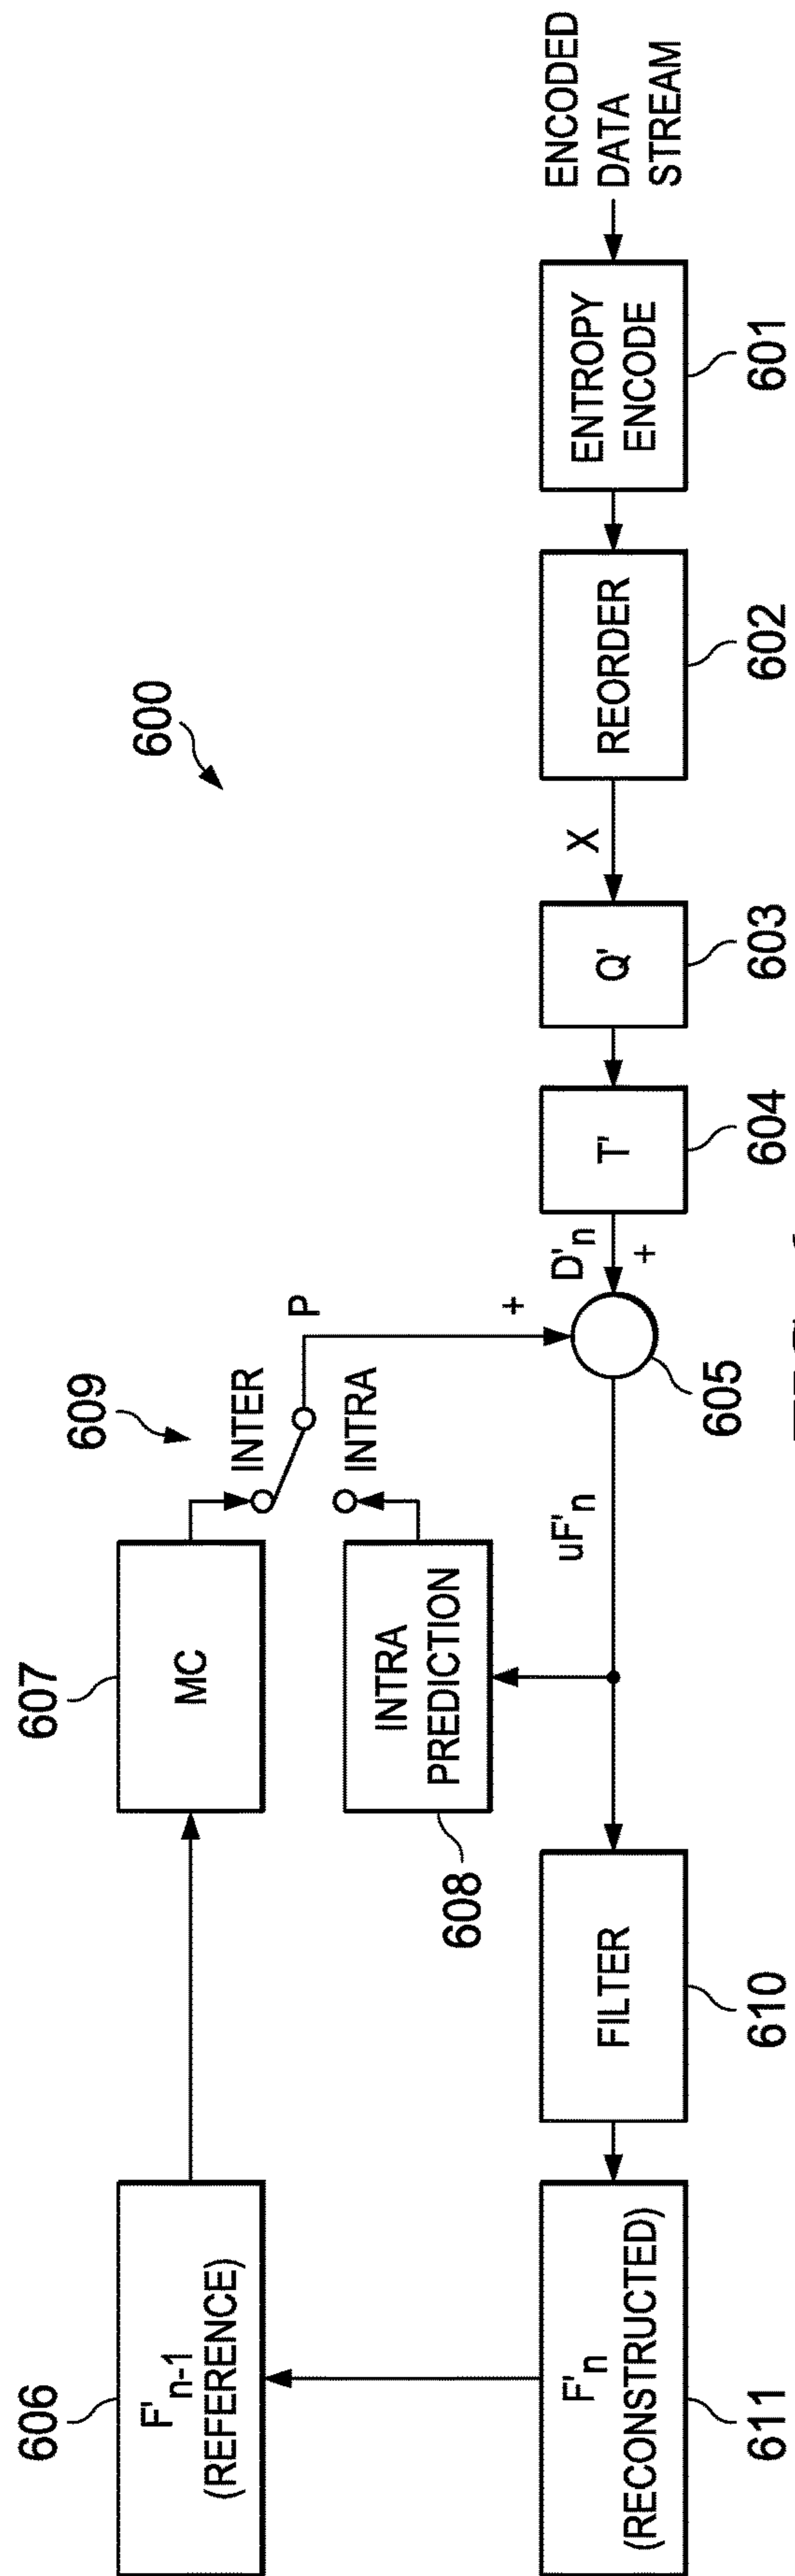 606
F'n-1
(REFERENCE)
607
MC
609
INTER
P
INTRA
600
INTRA
PREDICTION
608
F'n
(RECONSTRUCTED)
611
FILTER
610
uF'n
+
605
D'n
+
T'
604
Q'
603
X
REORDER
602
ENTROPY
ENCODE
601
ENCODED
DATA
STREAM